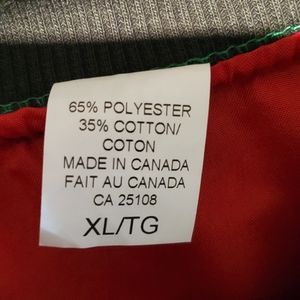 65% POLYESTER
35% COTTON/
COTON
MADE IN CANADA
FAIT AU CANADA
CA 25108
XL/TG